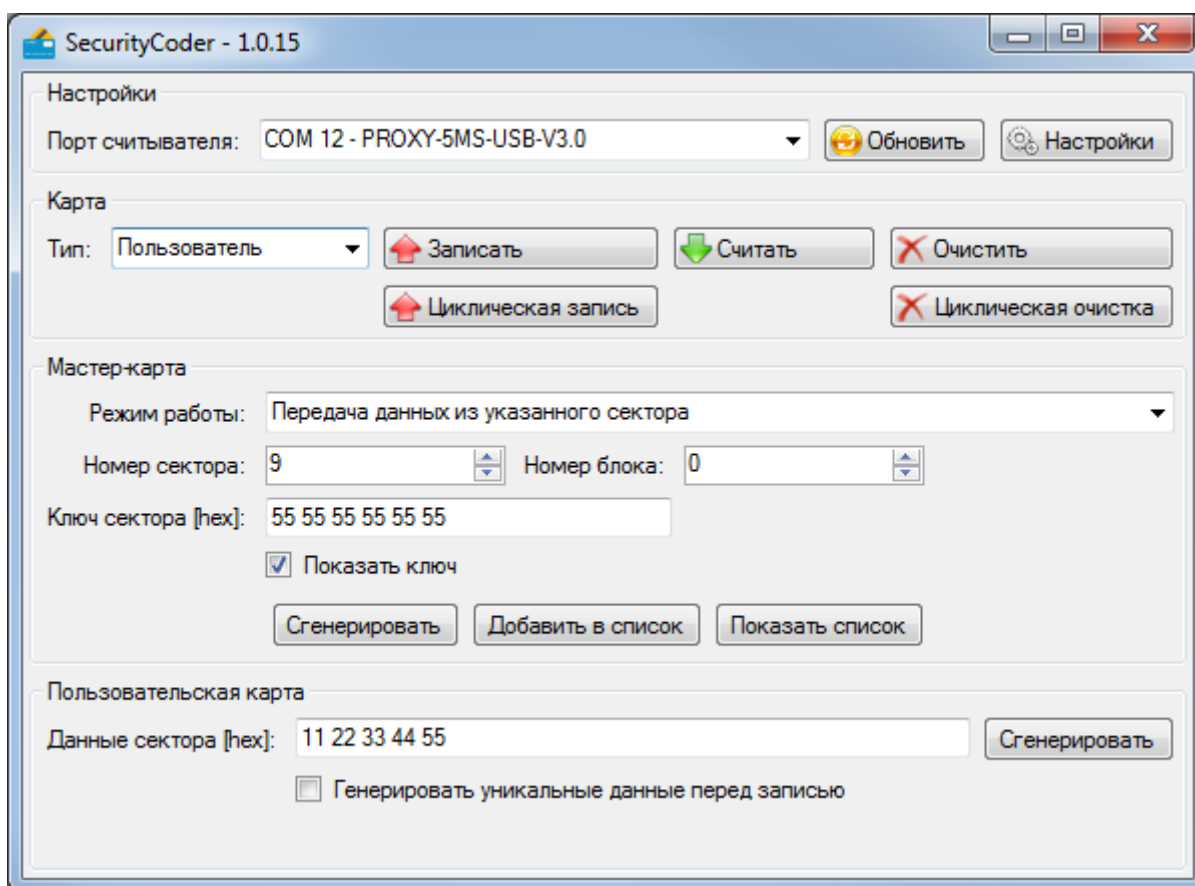 SecurityCoder - 1.0.15
Настройки
Порт считывателя: COM 12 - PROXY-5MS-USB-V3.0 Обновить Настройки
Карта
Тип: Пользователь Записать Считать Очистить
Циклическая запись Циклическая очистка
Мастер-карта
Режим работы: Передача данных из указанного сектора
Номер сектора: 9 Номер блока: 0
Ключ сектора [hex]: 55 55 55 55 55 55
Показать ключ
Сгенерировать Добавить в список Показать список
Пользовательская карта
Данные сектора [hex]: 11 22 33 44 55 Сгенерировать
Генерировать уникальные данные перед записью